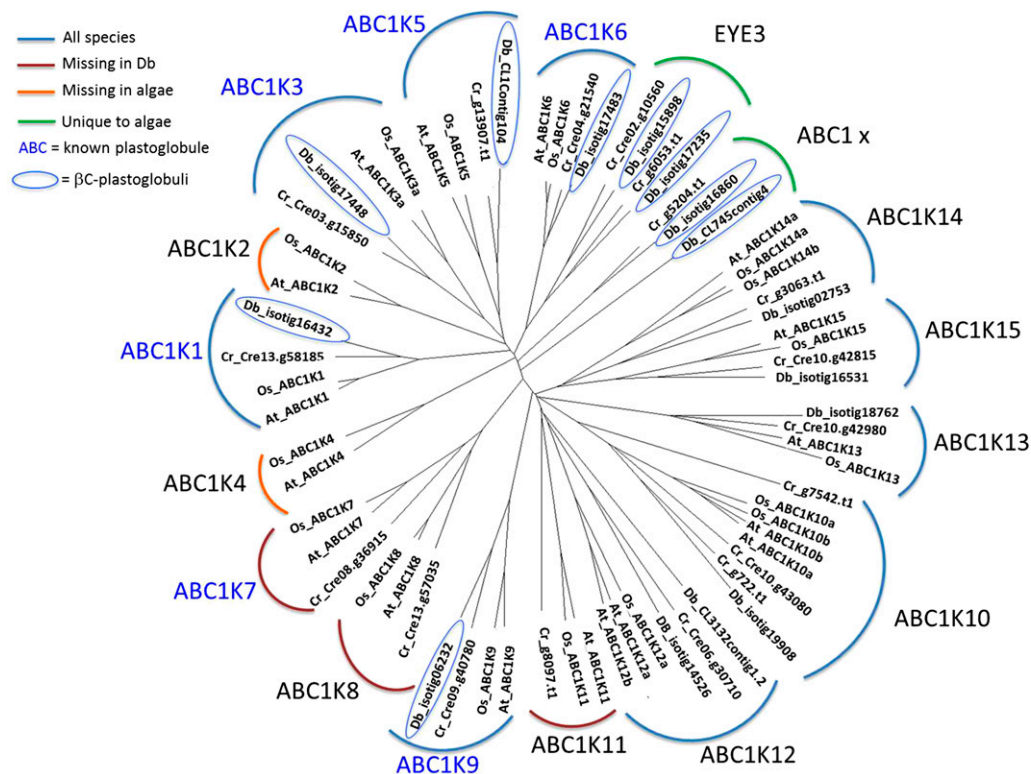 All species
Missing in Db
Missing in algae
Unique to algae
ABC = known plastoglobule
= βC-plastoglobuli
ABC1K5
ABC1K6
EYE3
ABC1 x
ABC1K14
ABC1K15
ABC1K13
ABC1K10
ABC1K12
ABC1K11
ABC1K9
ABC1K8
ABC1K7
ABC1K4
ABC1K1
ABC1K2
ABC1K3
Cr_Cre03.g15850
Db_isotig17448
Os_ABC1K3a
At_ABC1K3a
At_ABC1K5
Os_ABC1K5
Cr_g13907.t1
Db_CL1Contig104
At_ABC1K6
Os_ABC1K6
Cr_Cre04.g21540
Db_isotig17483
Cr_Cre02.g10560
Db_isotig15898
Cr_g6053.t1
Db_isotig17235
Cr_g5204.t1
Db_isotig16860
Db_CL745contig4
At_ABC1K14a
Os_ABC1K14a
Os_ABC1K14b
Cr_g3063.t1
Db_isotig02753
At_ABC1K15
Os_ABC1K15
Cr_Cre10.g42815
Db_isotig16531
Db_isotig18762
Cr_Cre10.g42980
At_ABC1K13
Os_ABC1K13
Cr_g7542.t1
Os_ABC1K10a
Os_ABC1K10b
At_ABC1K10b
At_ABC1K10a
Cr_Cre10.g43080
Cr_g722.t1
Db_isotig19908
Db_CL3132contig1.2
Cr_Cre06.g30710
DB_isotig14526
Os_ABC1K12a
At_ABC1K12a
At_ABC1K12b
At_ABC1K11
Os_ABC1K11
Cr_g8097.t1
At_ABC1K9
Os_ABC1K9
Cr_Cre09.g40780
Db_isotig06232
Cr_Cre13.g57035
At_ABC1K8
Os_ABC1K8
Cr_Cre08.g36915
At_ABC1K7
Os_ABC1K7
At_ABC1K4
Os_ABC1K4
At_ABC1K1
Os_ABC1K1
Cr_Cre13.g58185
Db_isotig16432
At_ABC1K2
Os_ABC1K2